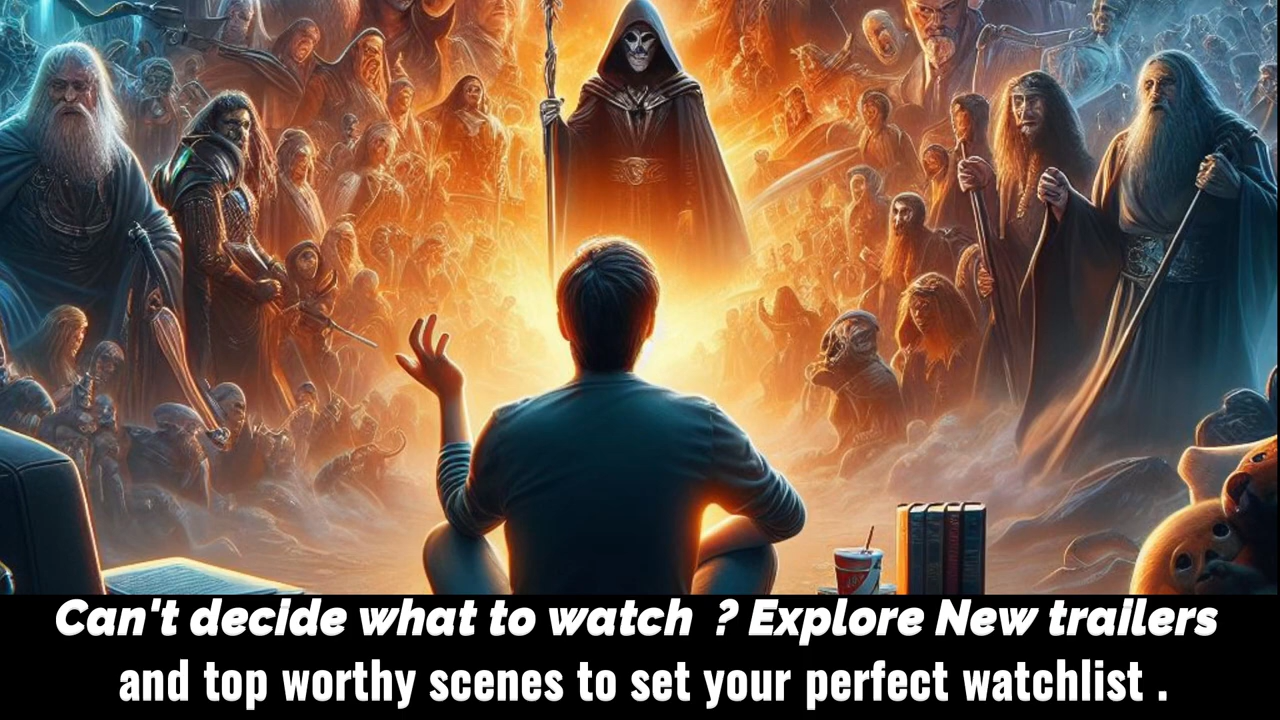 Can't decide what to watch  ? Explore New trailers
and top worthy scenes to set your perfect watchlist .